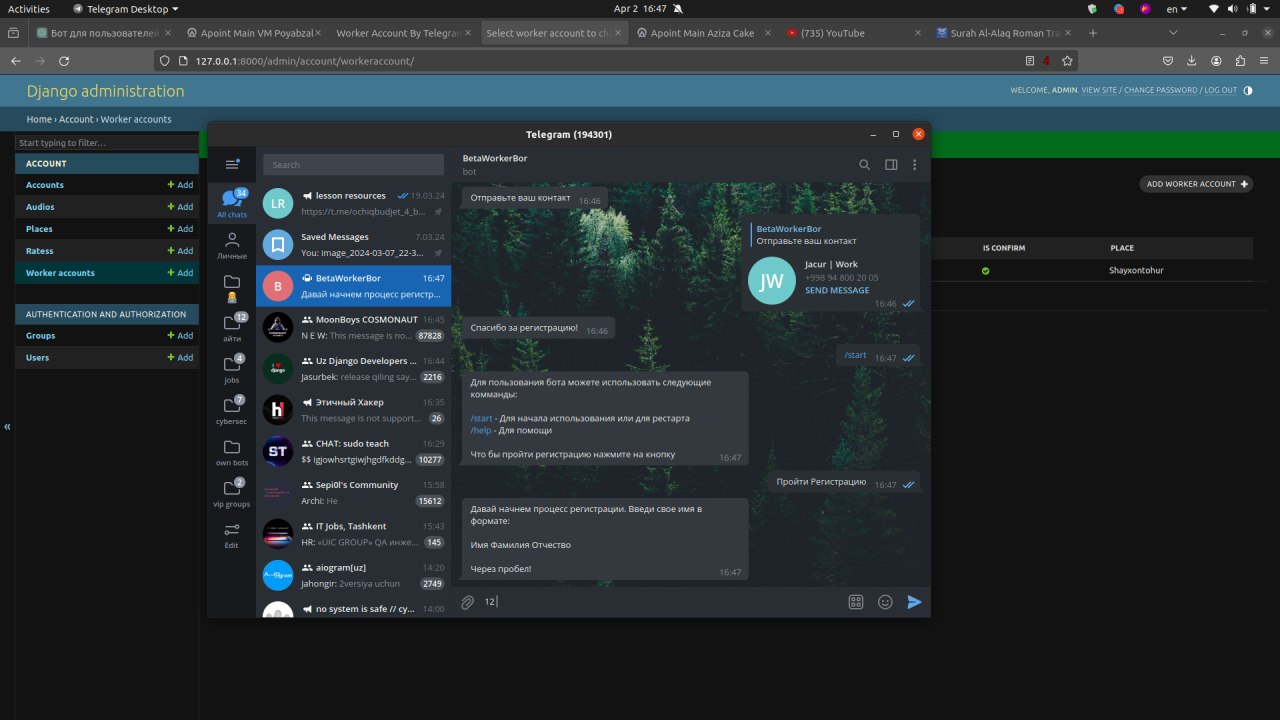 Activities
Telegram Desktop
Apr 2 16:47
en
Бот для пользователей
Apoint Main VM Poyabzal
Worker Account By Telegram
Select worker account to cha
Apoint Main Aziza Cake
(735) YouTube
Surah Al-Alaq Roman Tra
127.0.0.1:8000/admin/account/workeraccount/
4
Django administration
WELCOME, ADMIN. VIEW SITE / CHANGE PASSWORD / LOG OUT
Home › Account › Worker accounts
Start typing to filter…
ACCOUNT
Accounts + Add
Audios + Add
Places + Add
Ratess + Add
Worker accounts + Add
AUTHENTICATION AND AUTHORIZATION
Groups + Add
Users + Add
«
ADD WORKER ACCOUNT +
IS CONFIRM
PLACE
Shayxontohur
Telegram (194301)
34
All chats
Личные
12
айти
4
jobs
7
cybersec
own bots
2
vip groups
Edit
Search
LR
lesson resources 19.03.24
https://t.me/ochiqbudjet_4_b...
Saved Messages 7.03.24
You: image_2024-03-07_22-3...
B
BetaWorkerBor 16:47
Давай начнем процесс регистр...
MoonBoys COSMONAUT 16:45
N E W: This message is no... 87828
Uz Django Developers ... 16:44
Jasurbek: release qiling say... 2216
Этичный Хакер 16:35
This message is not support... 26
CHAT: sudo teach 16:29
$$ igjowhsrtgiwjhgdfkddg... 10277
ST
Sepi0l's Community 15:58
Archi: Не 15612
IT Jobs, Tashkent 15:43
HR: «UIC GROUP» QA инже... 145
aiogram[uz] 14:20
Jahongir: 2versiya uchun 2749
no system is safe // cy... 14:00
BetaWorkerBor
bot
Отправьте ваш контакт 16:46
BetaWorkerBor
Отправьте ваш контакт
JW
Jacur | Work
+998 94 800 20 05
SEND MESSAGE
16:46
Спасибо за регистрацию! 16:46
/start 16:47
Для пользования бота можете использовать следующие
комманды:
/start - Для начала использования или для рестарта
/help - Для помощи
Что бы пройти регистрацию нажмите на кнопку
16:47
Пройти Регистрацию 16:47
Давай начнем процесс регистрации. Введи свое имя в
формате:
Имя Фамилия Отчество
Через пробел!
16:47
12